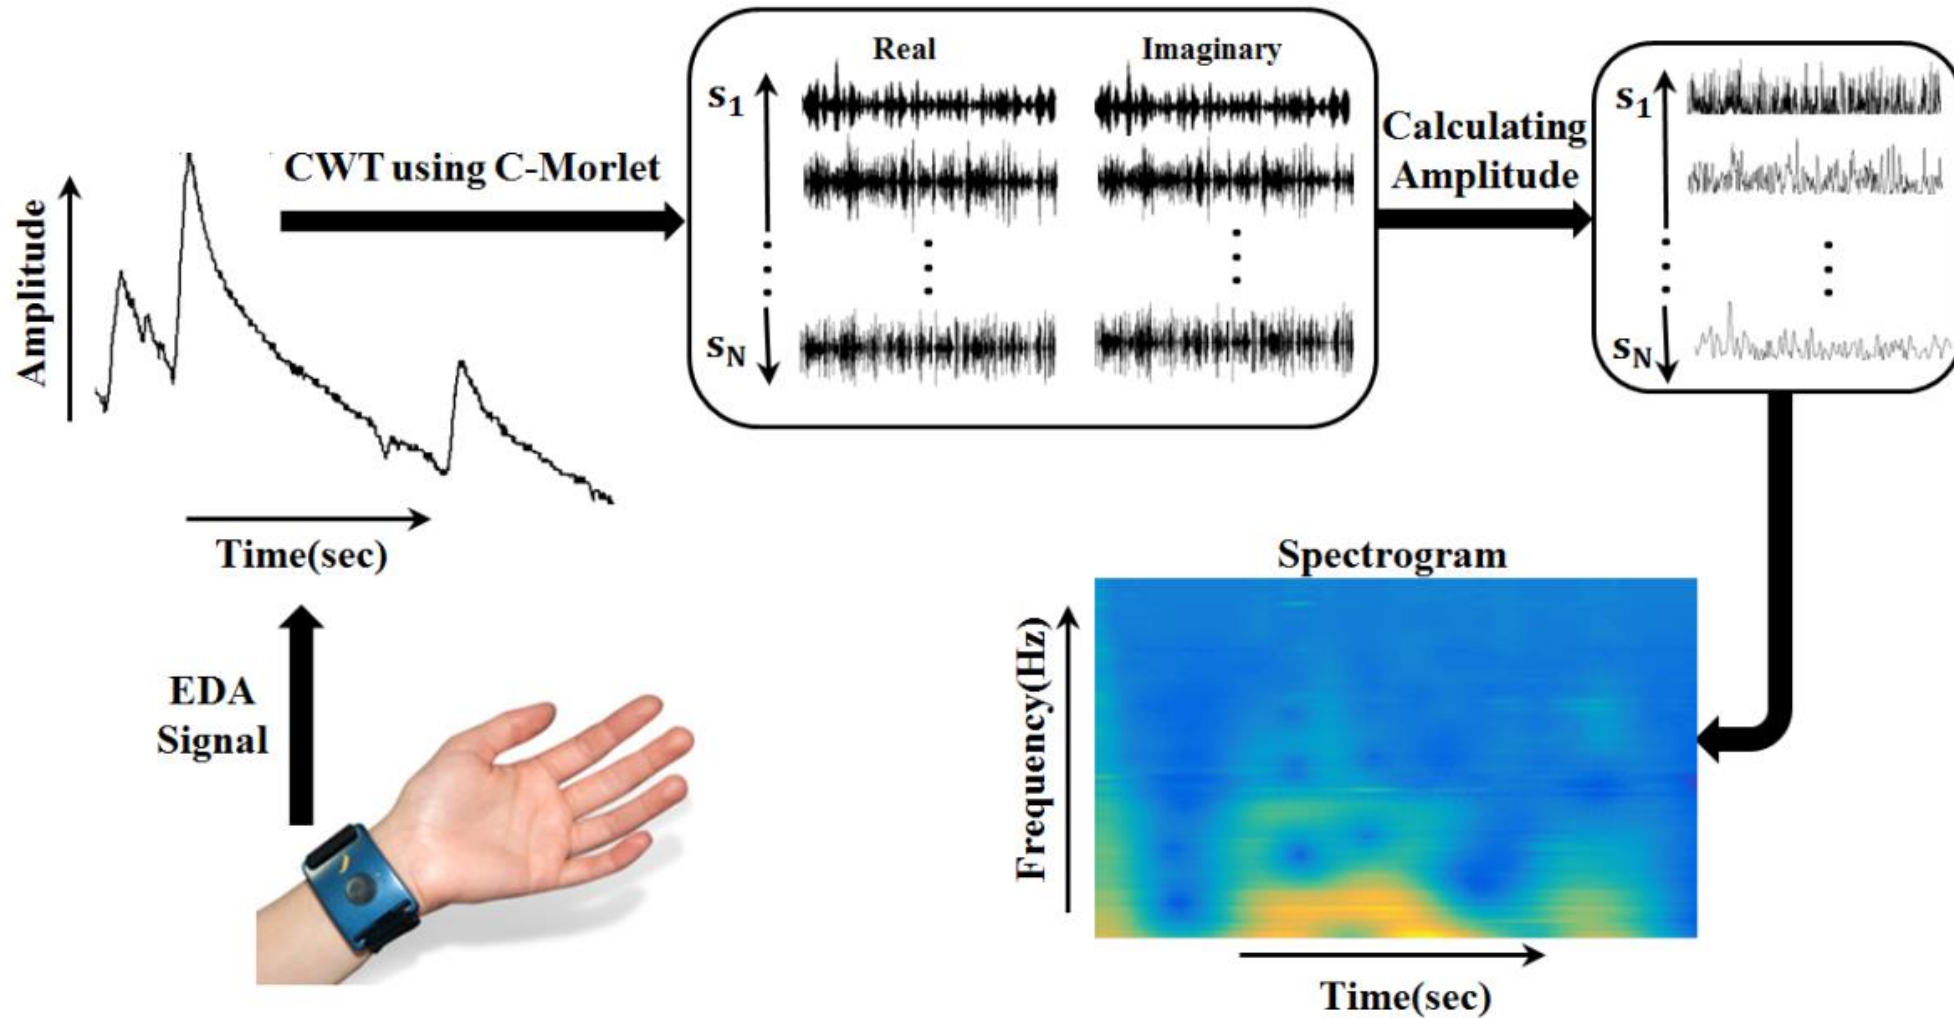 Real
Imaginary
s1
sN
CWT using C-Morlet
Calculating
Amplitude
s1
sN
Amplitude
Time(sec)
EDA
Signal
Spectrogram
Frequency(Hz)
Time(sec)